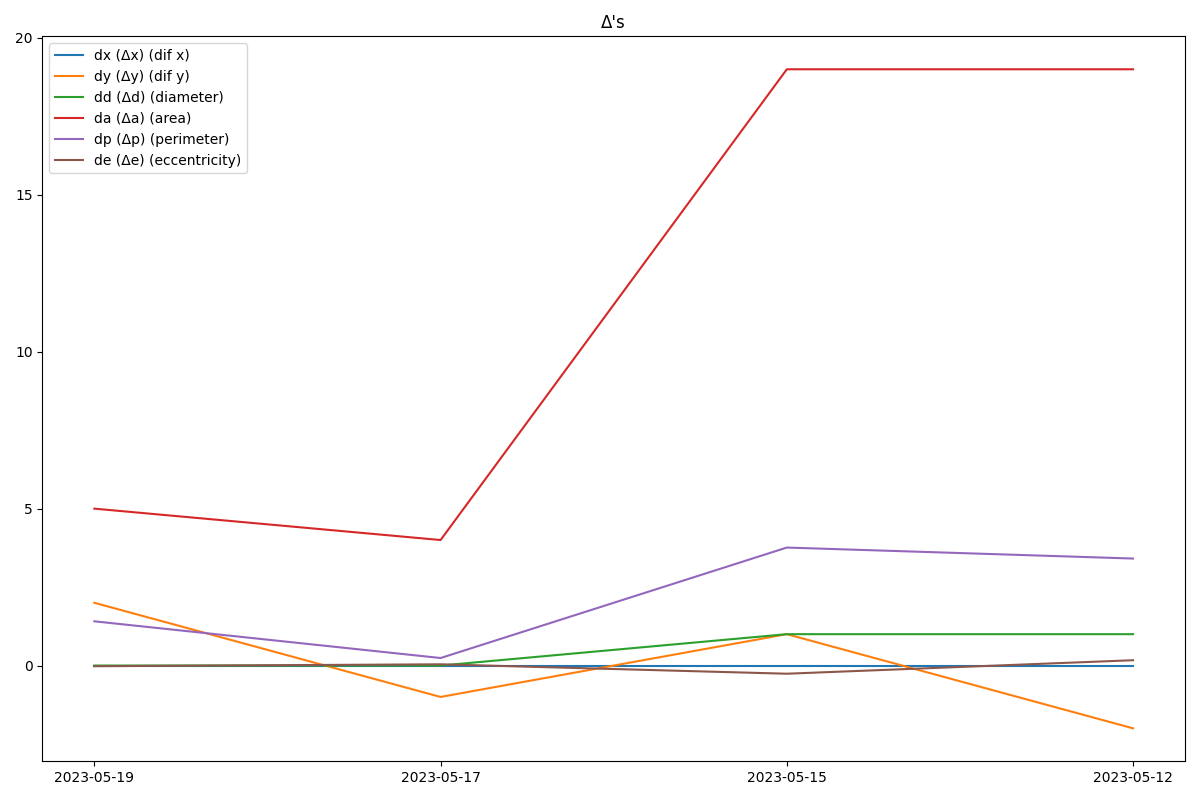 Δ's
20
15
10
5
0
dx (Δx) (dif x)
dy (Δy) (dif y)
dd (Δd) (diameter)
da (Δa) (area)
dp (Δp) (perimeter)
de (Δe) (eccentricity)
2023-05-19
2023-05-17
2023-05-15
2023-05-12